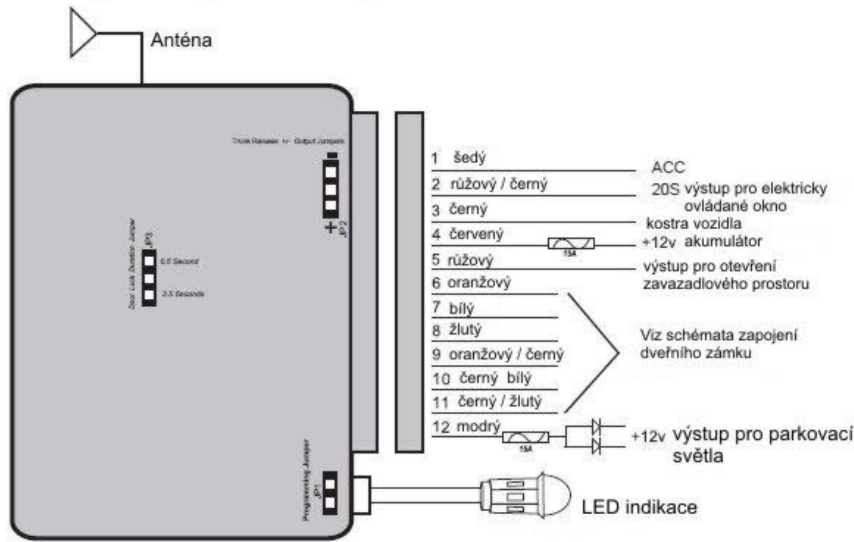 Anténa
Trunk Release +/- Output Jumpers
JP2
+
Door Lock Duration Jumper
JP3
0.5 Second
3.5 Seconds
Programming Jumper
JP1
1 šedý
ACC
2 růžový / černý
20S výstup pro elektricky
ovládané okno
3 černý
kostra vozidla
4 červený
15A
+12v akumulátor
5 růžový
výstup pro otevření
zavazadlového prostoru
6 oranžový
7 bílý
8 žlutý
9 oranžový / černý
10 černý bílý
11 černý / žlutý
Viz schémata zapojení
dveřního zámku
12 modrý
15A
+12v výstup pro parkovací
světla
LED indikace